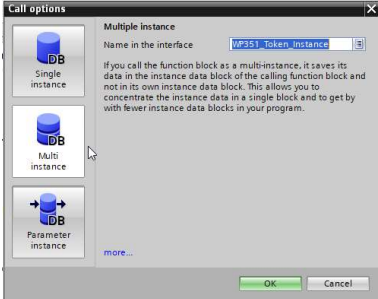 Call options
Multiple instance
Name in the interface WP351_Token_Instance
If you call the function block as a multi-instance, it saves its
data in the instance data block of the calling function block and
not in its own instance data block. This allows you to
concentrate the instance data in a single block and to get by
with fewer instance data blocks in your program.
DB
Single
instance
DB
Multi
instance
DB
Parameter
instance
more...
OK Cancel